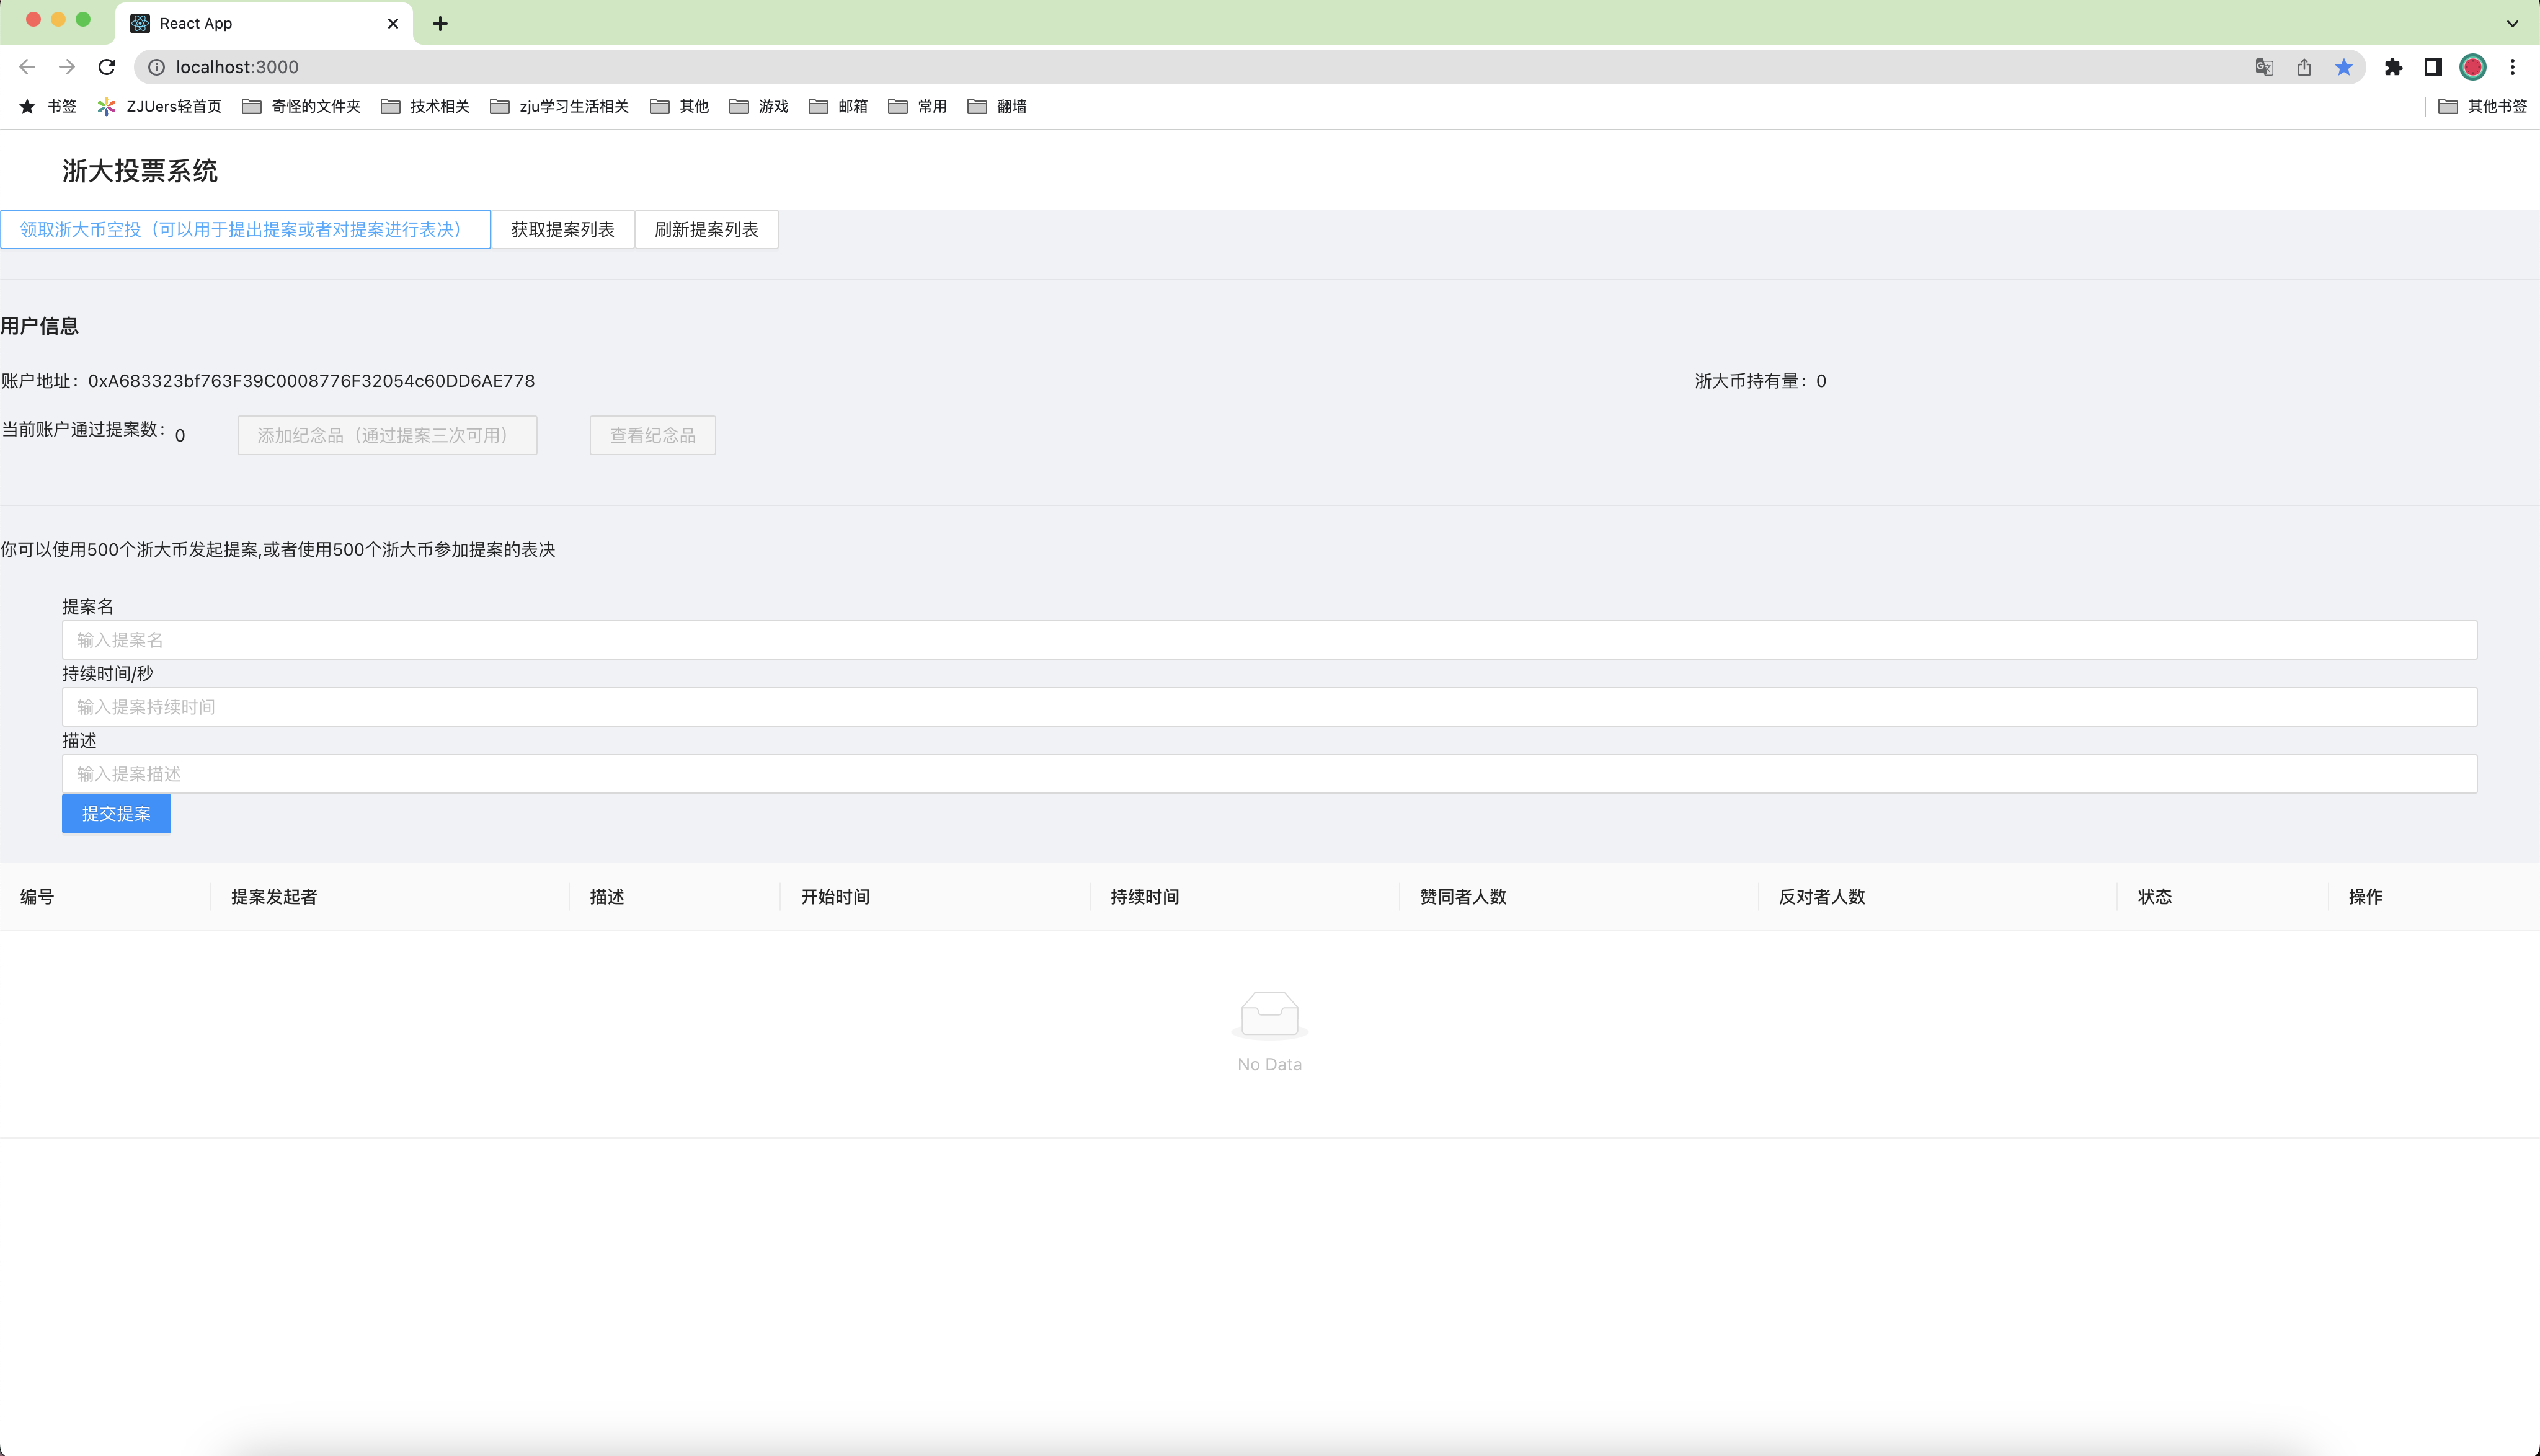 React App
localhost:3000
书签 ZJUers轻首页 奇怪的文件夹 技术相关 zju学习生活相关 其他 游戏 邮箱 常用 翻墙 其他书签
浙大投票系统
领取浙大币空投（可以用于提出提案或者对提案进行表决） 获取提案列表 刷新提案列表
用户信息
账户地址：0xA683323bf763F39C0008776F32054c60DD6AE778 浙大币持有量：0
当前账户通过提案数：0 添加纪念品（通过提案三次可用） 查看纪念品
你可以使用500个浙大币发起提案,或者使用500个浙大币参加提案的表决
提案名
输入提案名
持续时间/秒
输入提案持续时间
描述
输入提案描述
提交提案
编号 提案发起者 描述 开始时间 持续时间 赞同者人数 反对者人数 状态 操作
No Data